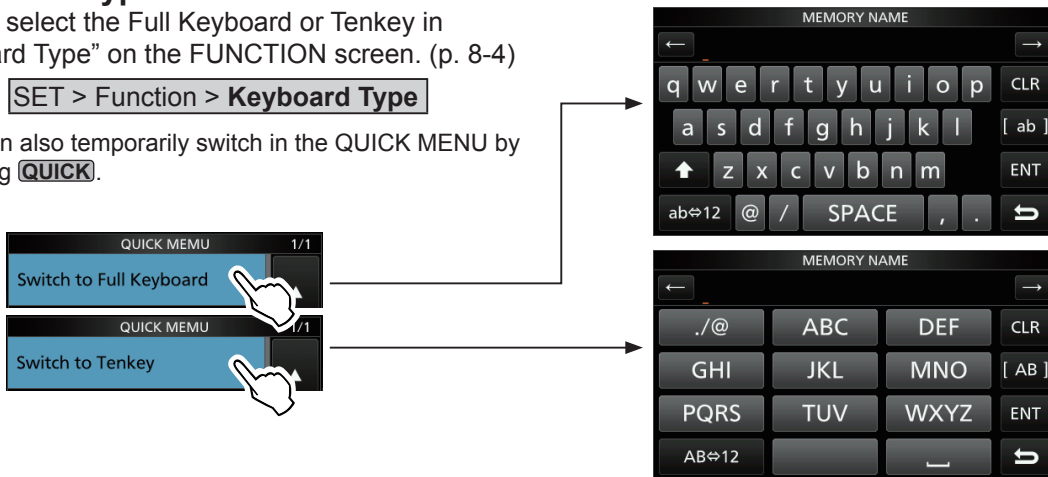 select the Full Keyboard or Tenkey in
rd Type” on the FUNCTION screen. (p. 8-4)
SET > Function > Keyboard Type
n also temporarily switch in the QUICK MENU by
g QUICK.
QUICK MEMU 1/1
Switch to Full Keyboard
QUICK MEMU 1/1
Switch to Tenkey
MEMORY NAME
← →
q w e r t y u i o p CLR
a s d f g h j k l [ ab ]
z x c v b n m ENT
ab⇔12 @ / SPACE , .
MEMORY NAME
← →
./@ ABC DEF CLR
GHI JKL MNO [ AB ]
PQRS TUV WXYZ ENT
AB⇔12